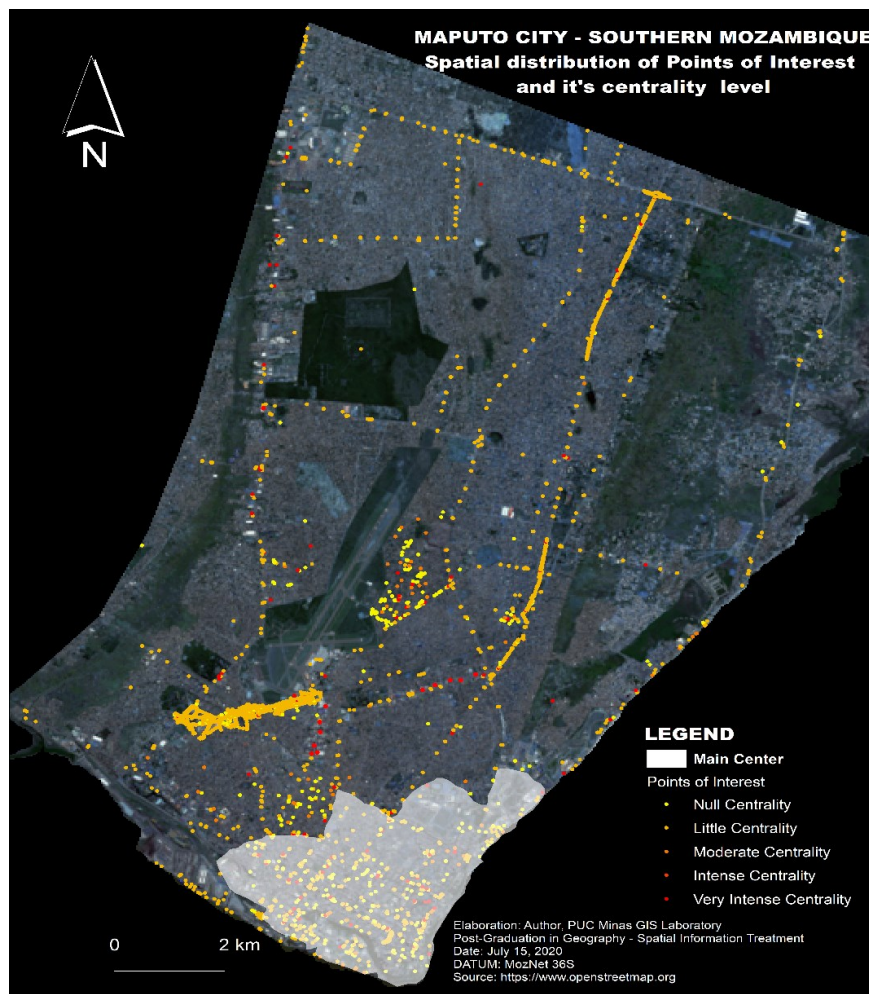 MAPUTO CITY - SOUTHERN MOZAMBIQUE
Spatial distribution of Points of Interest
and it's centrality level
N
LEGEND
Main Center
Points of Interest
Null Centrality
Little Centrality
Moderate Centrality
Intense Centrality
Very Intense Centrality
0 2 km
Elaboration: Author, PUC Minas GIS Laboratory
Post-Graduation in Geography - Spatial Information Treatment
Date: July 15, 2020
DATUM: MozNet 36S
Source: https://www.openstreetmap.org